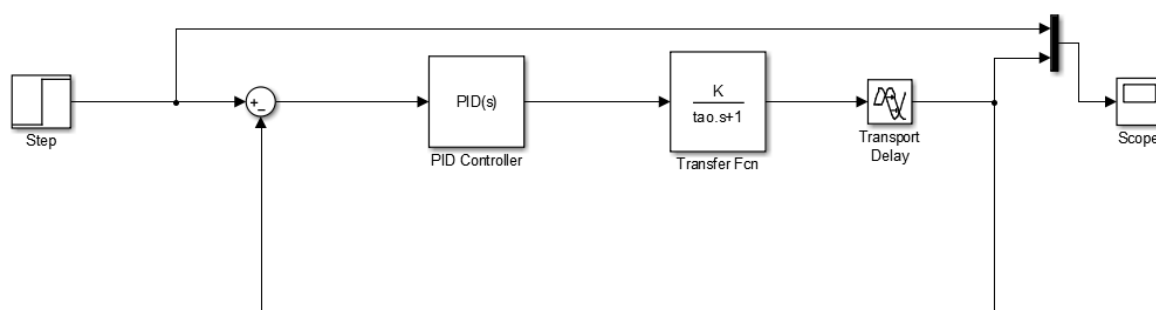 Step
+
−
PID(s)
PID Controller
K
tao.s+1
Transfer Fcn
Transport
Delay
Scope